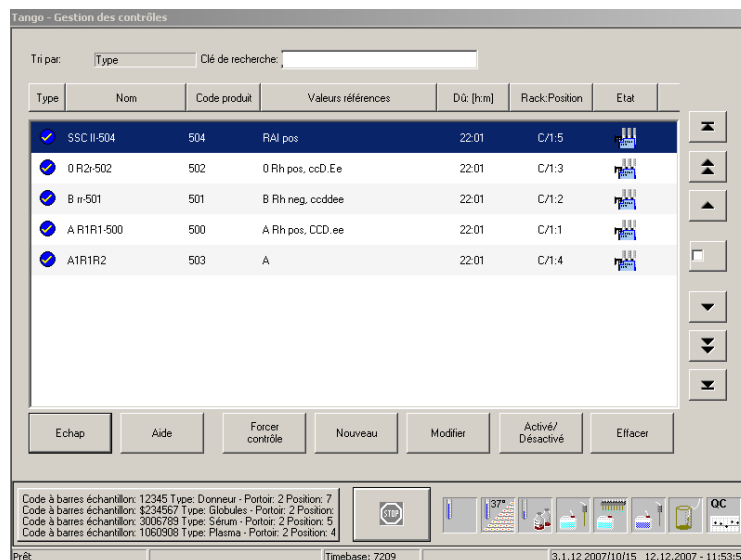 Tango - Gestion des contrôles
Tri par: Type Clé de recherche:
Type Nom Code produit Valeurs références Dû: [h:m] Rack:Position Etat
SSC II-504 504 RAI pos 22:01 C/1:5
0 R2r-502 502 0 Rh pos, ccD.Ee 22:01 C/1:3
B rr-501 501 B Rh neg, ccddee 22:01 C/1:2
A R1R1-500 500 A Rh pos, CCD.ee 22:01 C/1:1
A1R1R2 503 A 22:01 C/1:4
Echap Aide Forcer contrôle Nouveau Modifier Activé/ Désactivé Effacer
Code à barres échantillon: 12345 Type: Donneur - Portoir: 2 Position: 7
Code à barres échantillon: $234567 Type: Globules - Portoir: 2 Position:
Code à barres échantillon: 3006789 Type: Sérum - Portoir: 2 Position: 5
Code à barres échantillon: 1060908 Type: Plasma - Portoir: 2 Position: 4
STOP
37°
QC
Prêt Timebase: 7209 3.1.12 2007/10/15 12.12.2007 - 11:53:5